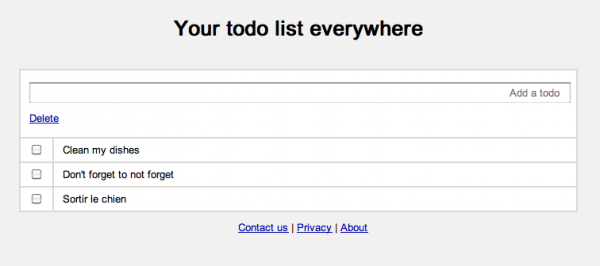 Your todo list everywhere
Add a todo
Delete
Clean my dishes
Don't forget to not forget
Sortir le chien
Contact us | Privacy | About